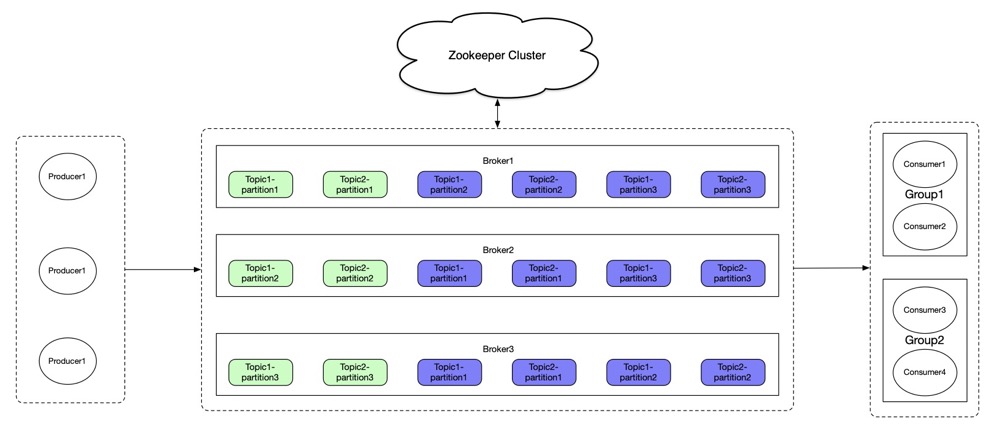 Zookeeper Cluster
Producer1
Producer1
Producer1
Broker1
Topic1-
partition1
Topic2-
partition1
Topic1-
partition2
Topic2-
partition2
Topic1-
partition3
Topic2-
partition3
Broker2
Topic1-
partition2
Topic2-
partition2
Topic1-
partition1
Topic2-
partition1
Topic1-
partition3
Topic2-
partition3
Broker3
Topic1-
partition3
Topic2-
partition3
Topic1-
partition1
Topic2-
partition1
Topic1-
partition2
Topic2-
partition2
Consumer1
Group1
Consumer2
Consumer3
Group2
Consumer4